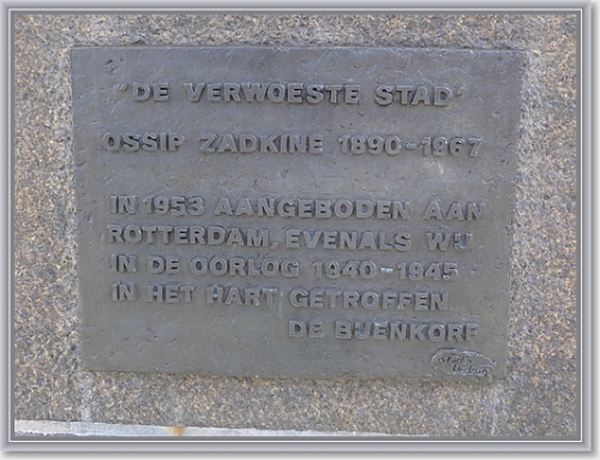 'DE VERWOESTE STAD'
OSSIP ZADKINE 1890-1967
IN 1953 AANGEBODEN AAN
ROTTERDAM, EVENALS WIJ
IN DE OORLOG 1940-1945
IN HET HART GETROFFEN
DE BIJENKORF